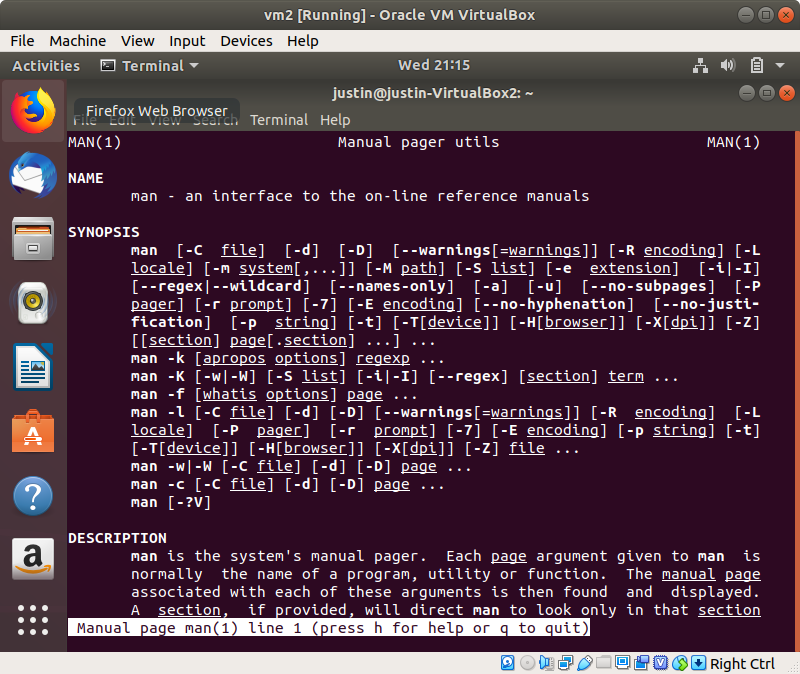 vm2 [Running] - Oracle VM VirtualBox
File Machine View Input Devices Help
Activities Terminal Wed 21:15
justin@justin-VirtualBox2: ~
Firefox Web Browser
File Edit View Search Terminal Help
MAN(1) Manual pager utils MAN(1)
NAME
man - an interface to the on-line reference manuals
SYNOPSIS
man [-C file] [-d] [-D] [--warnings[=warnings]] [-R encoding] [-L
locale] [-m system[,...]] [-M path] [-S list] [-e extension] [-i|-I]
[--regex|--wildcard] [--names-only] [-a] [-u] [--no-subpages] [-P
pager] [-r prompt] [-7] [-E encoding] [--no-hyphenation] [--no-justi-
fication] [-p string] [-t] [-T[device]] [-H[browser]] [-X[dpi]] [-Z]
[[section] page[.section] ...] ...
man -k [apropos options] regexp ...
man -K [-w|-W] [-S list] [-i|-I] [--regex] [section] term ...
man -f [whatis options] page ...
man -l [-C file] [-d] [-D] [--warnings[=warnings]] [-R encoding] [-L
locale] [-P pager] [-r prompt] [-7] [-E encoding] [-p string] [-t]
[-T[device]] [-H[browser]] [-X[dpi]] [-Z] file ...
man -w|-W [-C file] [-d] [-D] page ...
man -c [-C file] [-d] [-D] page ...
man [-?V]
DESCRIPTION
man is the system's manual pager. Each page argument given to man is
normally the name of a program, utility or function. The manual page
associated with each of these arguments is then found and displayed.
A section, if provided, will direct man to look only in that section
Manual page man(1) line 1 (press h for help or q to quit)
Right Ctrl